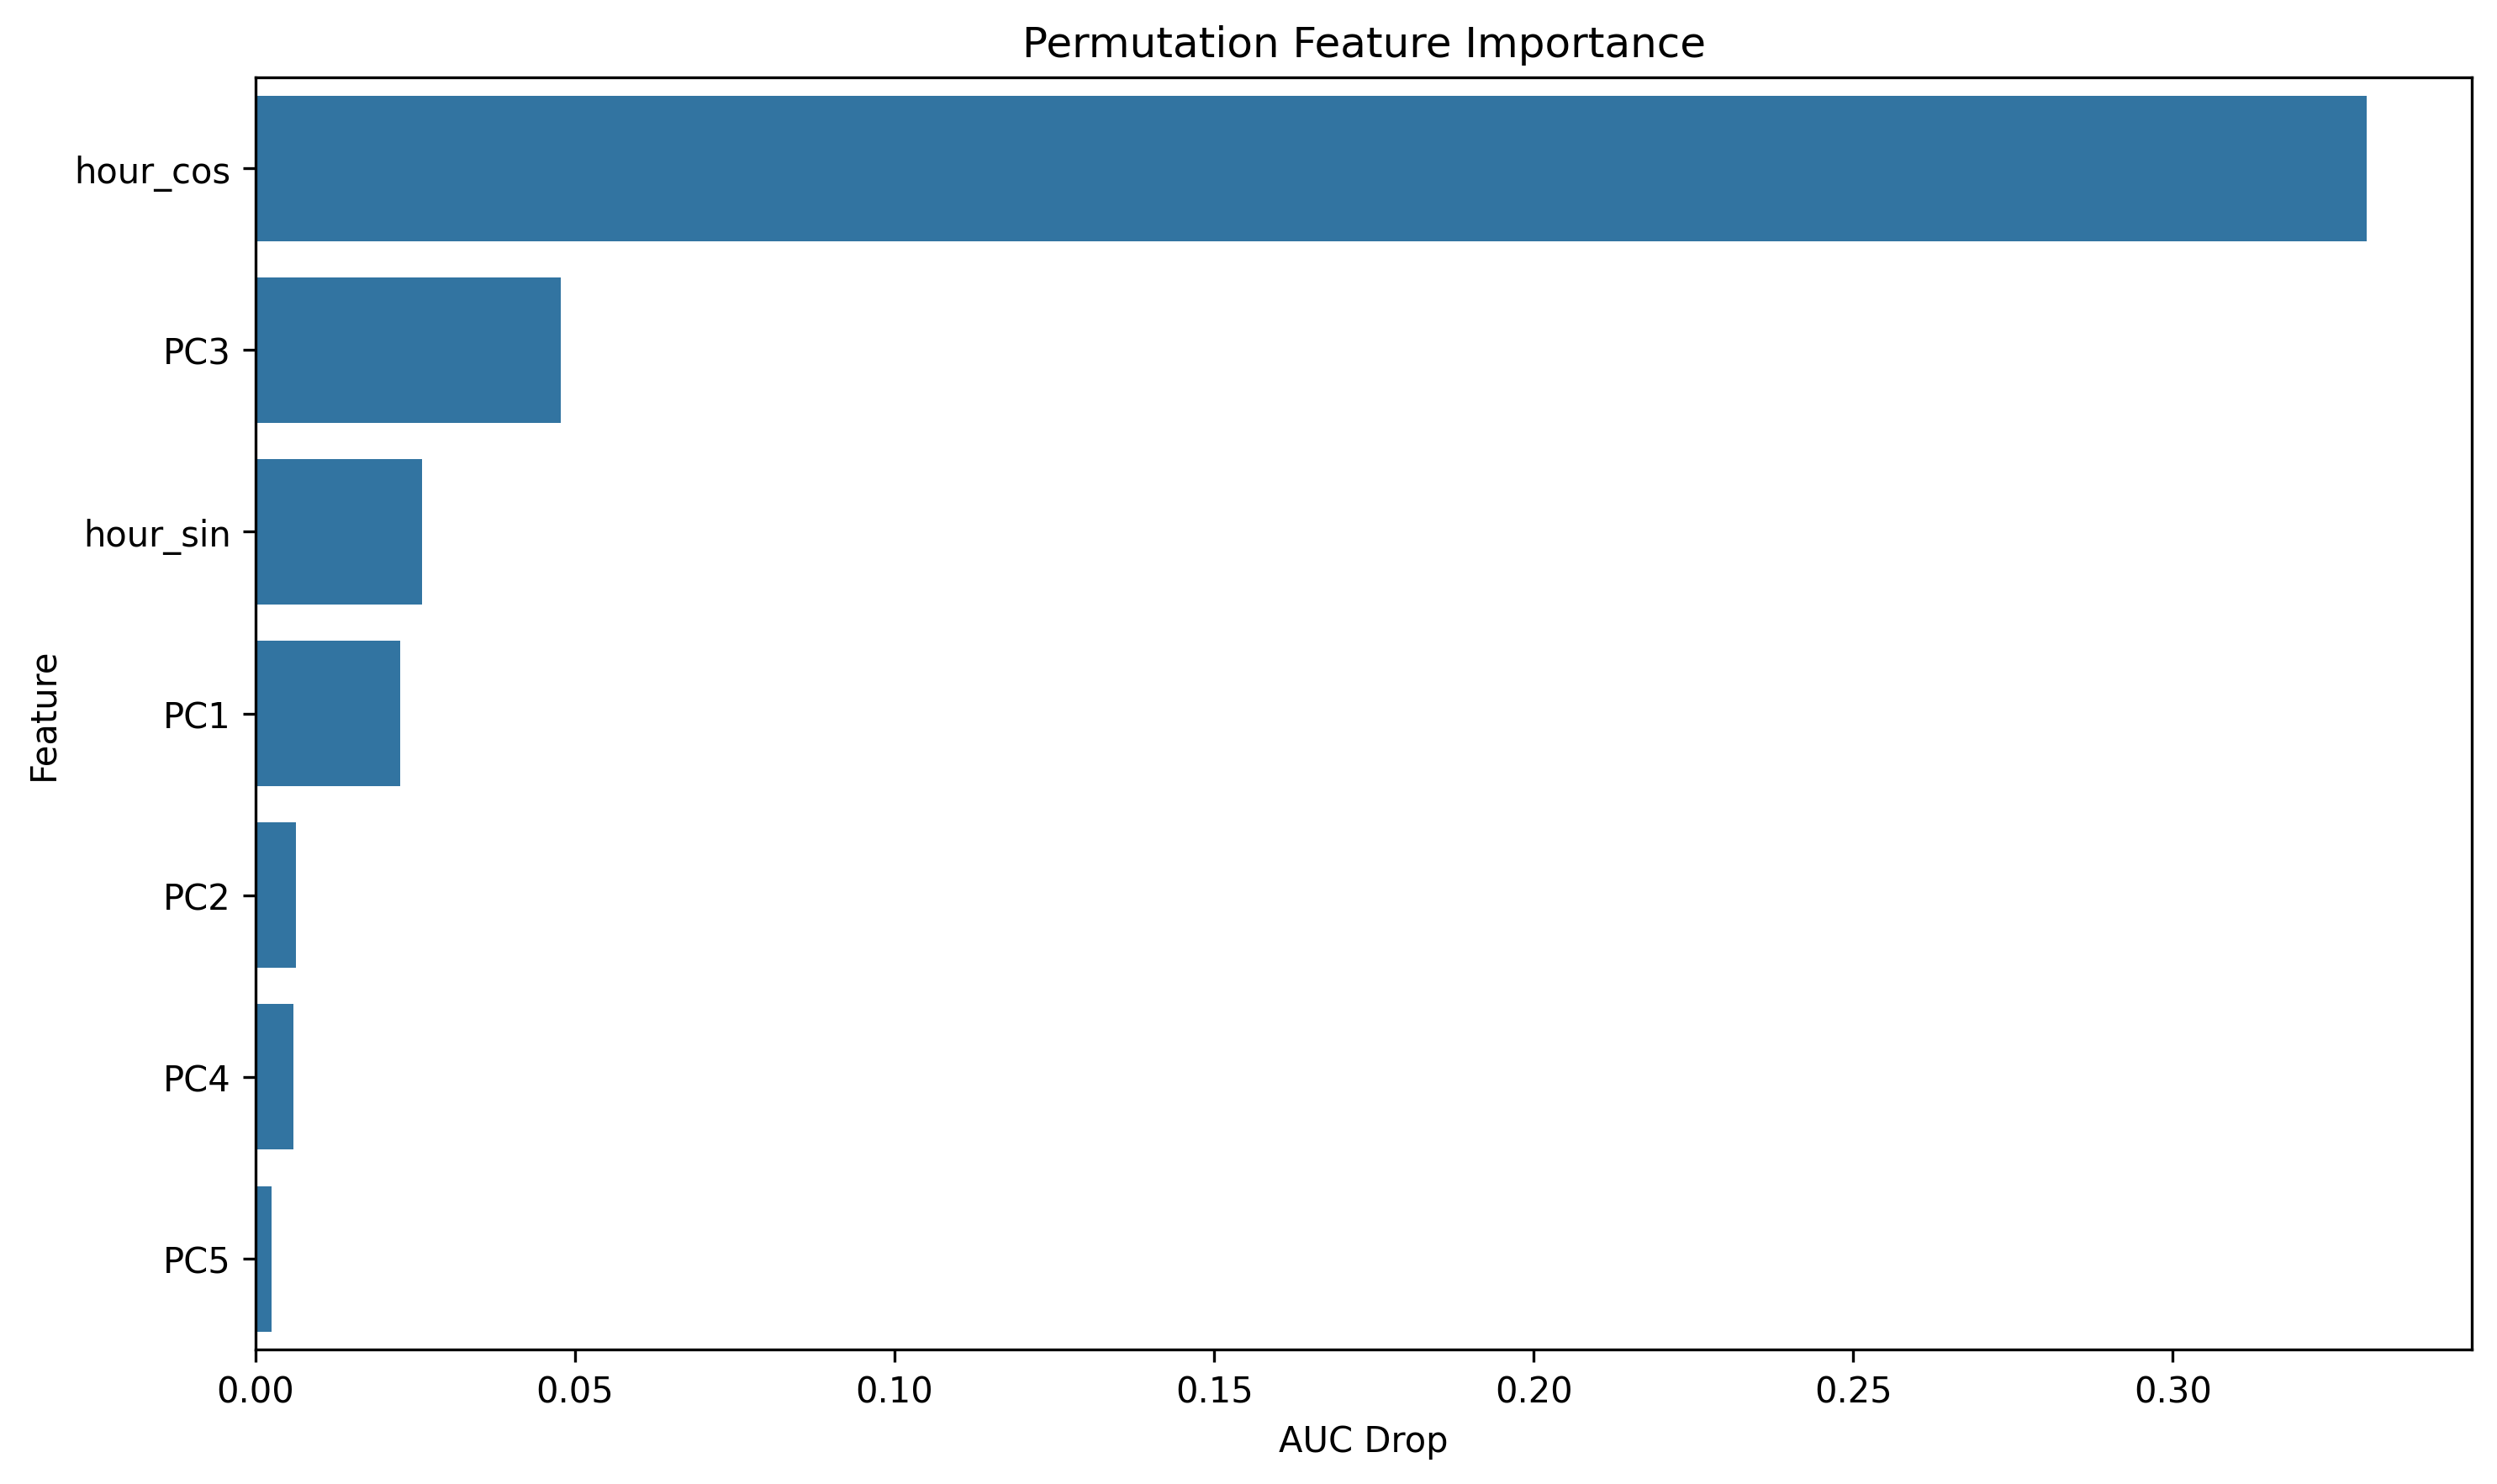 Permutation Feature Importance
hour_cos
PC3
hour_sin
PC1
PC2
PC4
PC5
Feature
0.00 0.05 0.10 0.15 0.20 0.25 0.30
AUC Drop